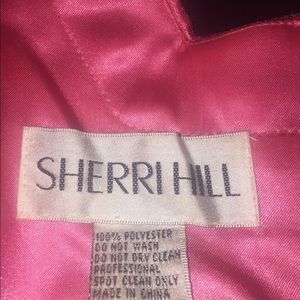 SHERRI HILL
100% POLYESTER
DO NOT WASH
DO NOT DRY CLEAN
PROFESSIONAL
SPOT CLEAN ONLY
MADE IN CHINA